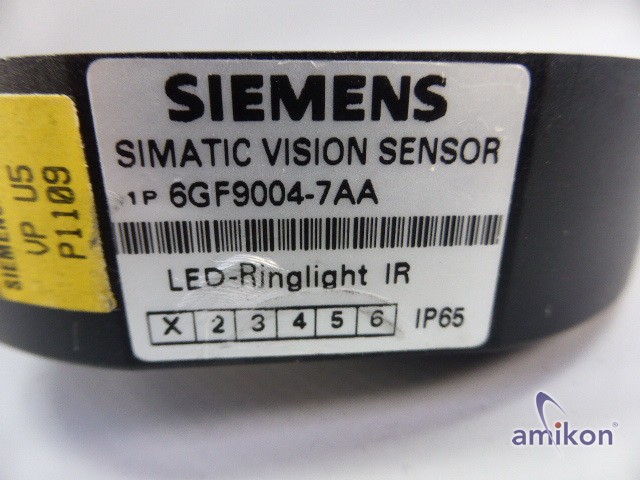 SIEMENS
VP U5
P1109
SIEMENS
SIMATIC VISION SENSOR
1P 6GF9004-7AA
LED-Ringlight IR
X 2 3 4 5 6 IP65
amikon